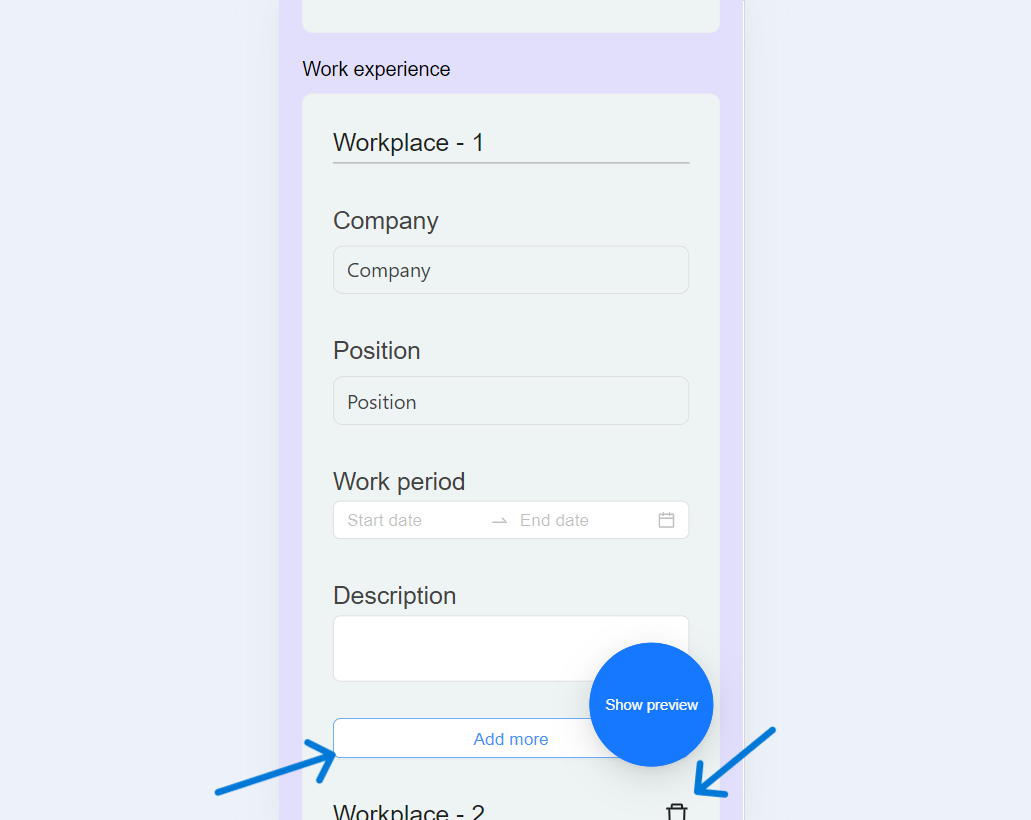 Work experience
Workplace - 1
Company
Company
Position
Position
Work period
Start date
End date
Description
Show preview
Add more
Workplace - 2